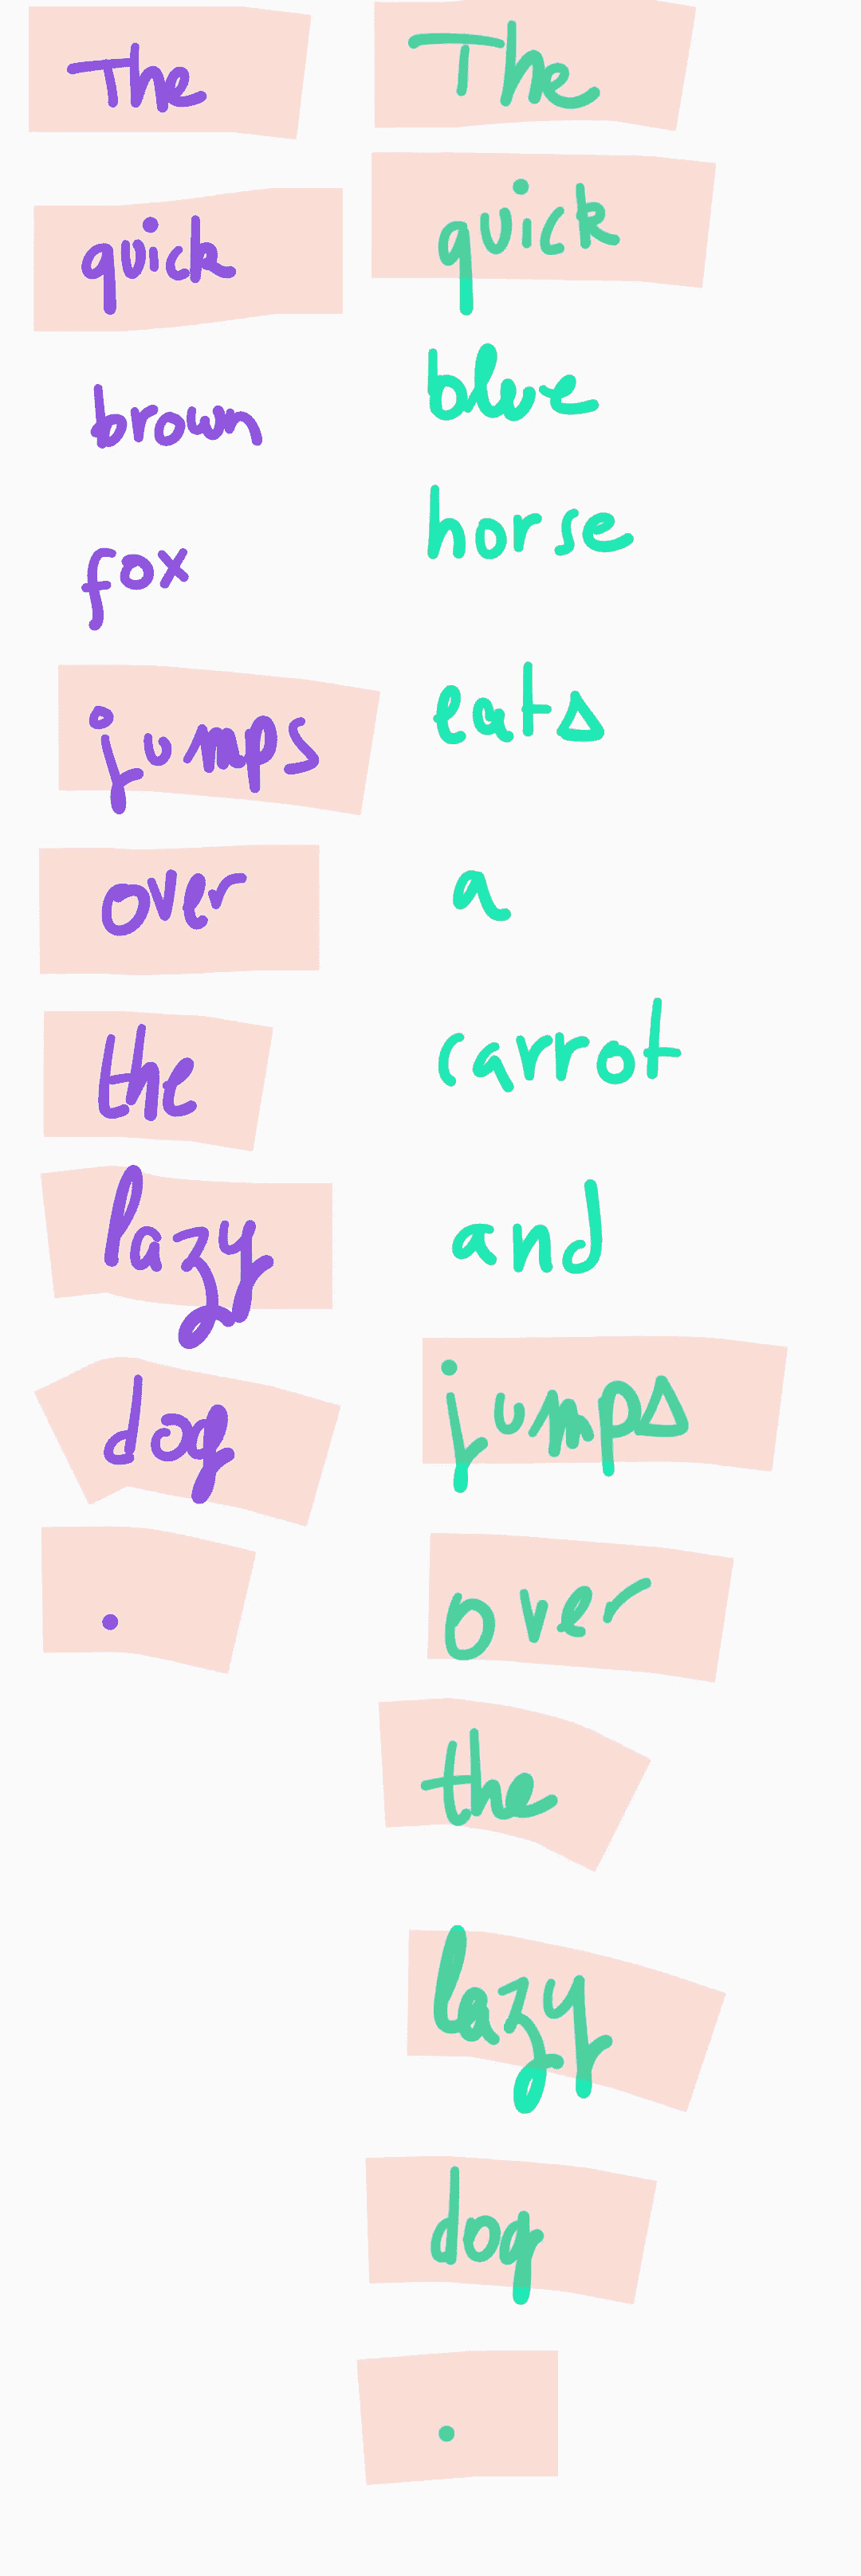 The
quick
brown
fox
jumps
over
the
lazy
dog
.
The
quick
blue
horse
eats
a
carrot
and
jumps
over
the
lazy
dog
.